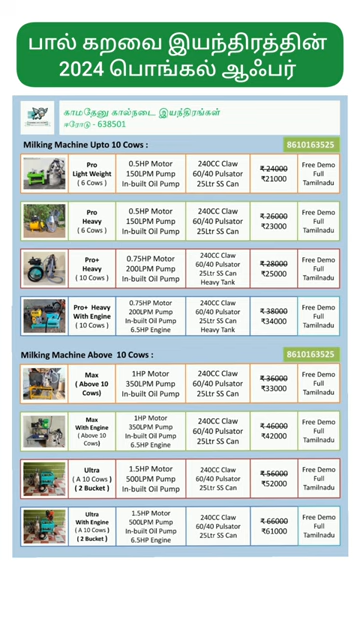 பால் கறவை இயந்திரத்தின்
2024 பொங்கல் ஆஃபர்
காமதேனு கால்நடை இயந்திரங்கள்
ஈரோடு - 638501
Milking Machine Upto 10 Cows :
8610163525
Pro
Light Weight
( 6 Cows )
0.5HP Motor
150LPM Pump
In-built Oil Pump
240CC Claw
60/40 Pulsator
25Ltr SS Can
₹ 24000
₹21000
Free Demo
Full
Tamilnadu
Pro
Heavy
( 6 Cows )
0.5HP Motor
150LPM Pump
In-built Oil Pump
240CC Claw
60/40 Pulsator
25Ltr SS Can
₹ 26000
₹23000
Free Demo
Full
Tamilnadu
Pro+
Heavy
( 10 Cows )
0.75HP Motor
200LPM Pump
In-built Oil Pump
240CC Claw
60/40 Pulsator
25Ltr SS Can
Heavy Tank
₹ 28000
₹25000
Free Demo
Full
Tamilnadu
Pro+ Heavy
With Engine
( 10 Cows )
0.75HP Motor
200LPM Pump
In-built Oil Pump
6.5HP Engine
240CC Claw
60/40 Pulsator
25Ltr SS Can
Heavy Tank
₹ 38000
₹34000
Free Demo
Full
Tamilnadu
Milking Machine Above 10 Cows :
8610163525
Max
( Above 10
Cows)
1HP Motor
350LPM Pump
In-built Oil Pump
240CC Claw
60/40 Pulsator
25Ltr SS Can
₹ 36000
₹33000
Free Demo
Full
Tamilnadu
Max
With Engine
( Above 10
Cows)
1HP Motor
350LPM Pump
In-built Oil Pump
6.5HP Engine
240CC Claw
60/40 Pulsator
25Ltr SS Can
₹ 46000
₹42000
Free Demo
Full
Tamilnadu
Ultra
( A 10 Cows )
( 2 Bucket )
1.5HP Motor
500LPM Pump
In-built Oil Pump
240CC Claw
60/40 Pulsator
25Ltr SS Can
₹ 56000
₹52000
Free Demo
Full
Tamilnadu
Ultra
With Engine
( A 10 Cows )
( 2 Bucket )
1.5HP Motor
500LPM Pump
In-built Oil Pump
6.5HP Engine
240CC Claw
60/40 Pulsator
25Ltr SS Can
₹ 66000
₹61000
Free Demo
Full
Tamilnadu